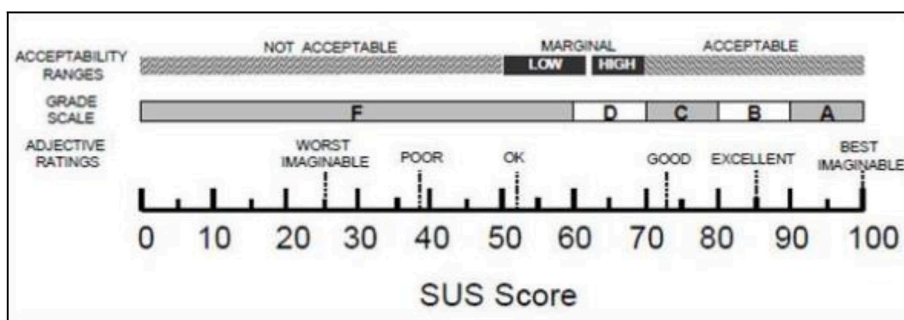 NOT ACCEPTABLE MARGINAL ACCEPTABLE
ACCEPTABILITY
RANGES
LOW HIGH
GRADE
SCALE
F D C B A
ADJECTIVE
RATINGS
WORST
IMAGINABLE
POOR
OK
GOOD
EXCELLENT
BEST
IMAGINABLE
0 10 20 30 40 50 60 70 80 90 100
SUS Score